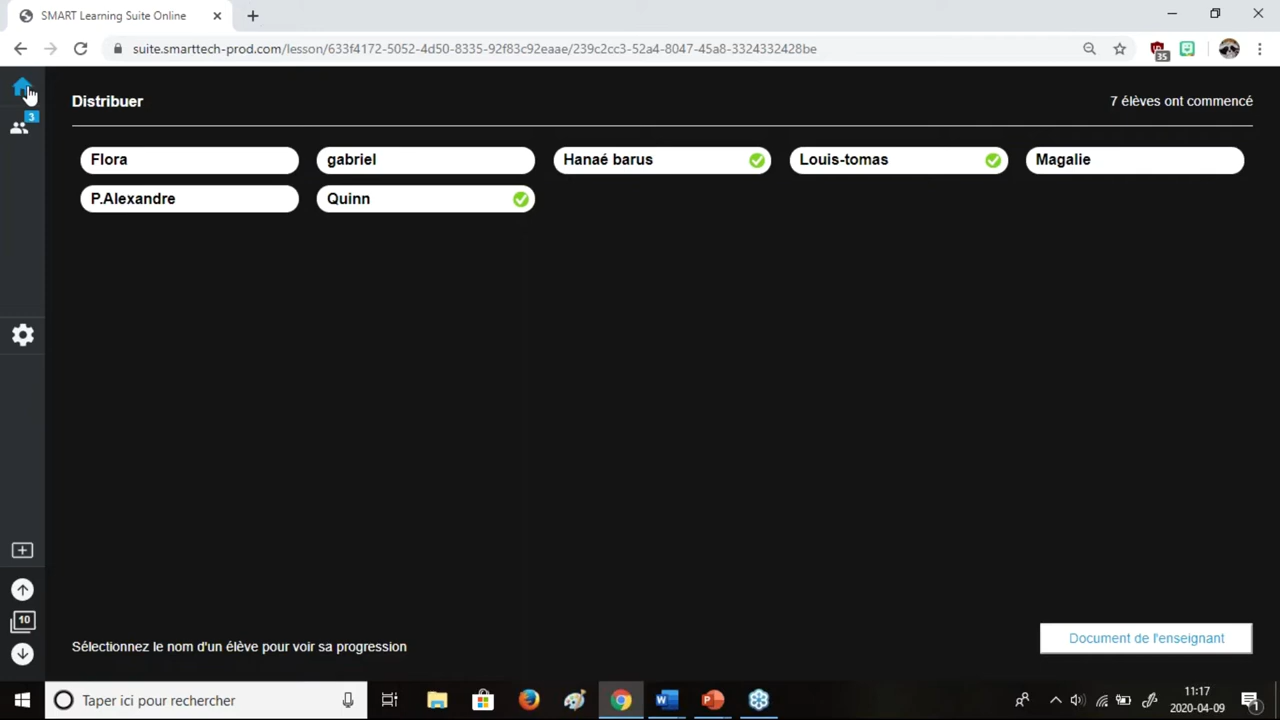 SMART Learning Suite Online
suite.smarttech-prod.com/lesson/633f4172-5052-4d50-8335-92f83c92eaae/239c2cc3-52a4-8047-45a8-3324332428be
35
3
Distribuer
7 élèves ont commencé
Flora
gabriel
Hanaé barus
Louis-tomas
Magalie
P.Alexandre
Quinn
10
Sélectionnez le nom d'un élève pour voir sa progression
Document de l'enseignant
Taper ici pour rechercher
11:17
2020-04-09
1